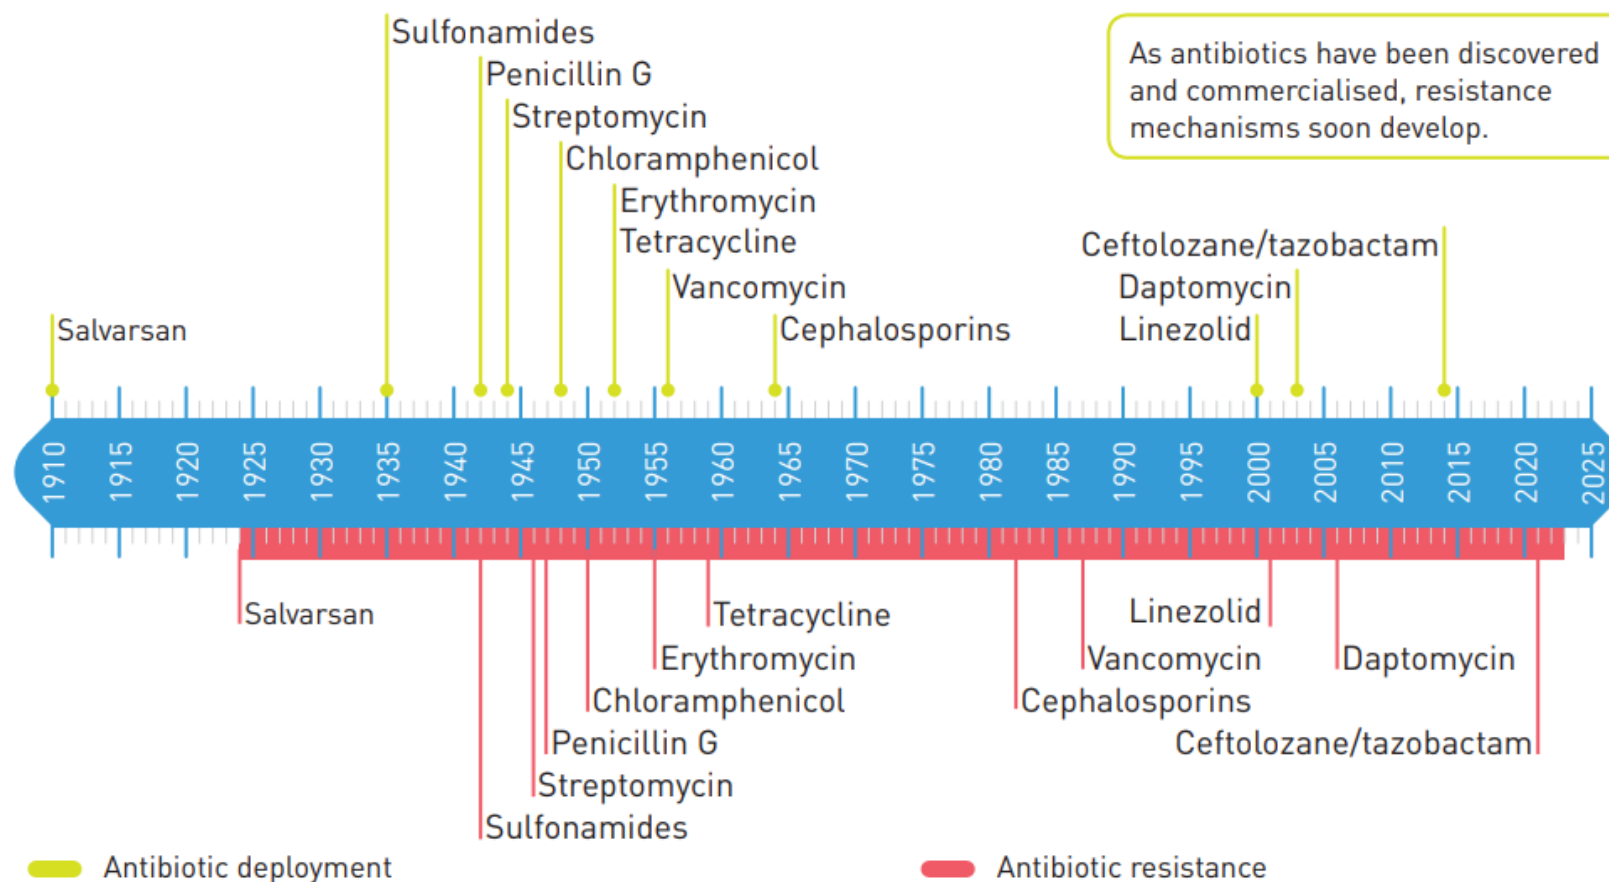 Sulfonamides
Penicillin G
Streptomycin
Chloramphenicol
Erythromycin
Tetracycline
Vancomycin
Cephalosporins
Salvarsan
As antibiotics have been discovered
and commercialised, resistance
mechanisms soon develop.
Ceftolozane/tazobactam
Daptomycin
Linezolid
1910 1915 1920 1925 1930 1935 1940 1945 1950 1955 1960 1965 1970 1975 1980 1985 1990 1995 2000 2005 2010 2015 2020 2025
Salvarsan
Tetracycline
Erythromycin
Chloramphenicol
Penicillin G
Streptomycin
Sulfonamides
Linezolid
Vancomycin
Daptomycin
Cephalosporins
Ceftolozane/tazobactam
Antibiotic deployment
Antibiotic resistance